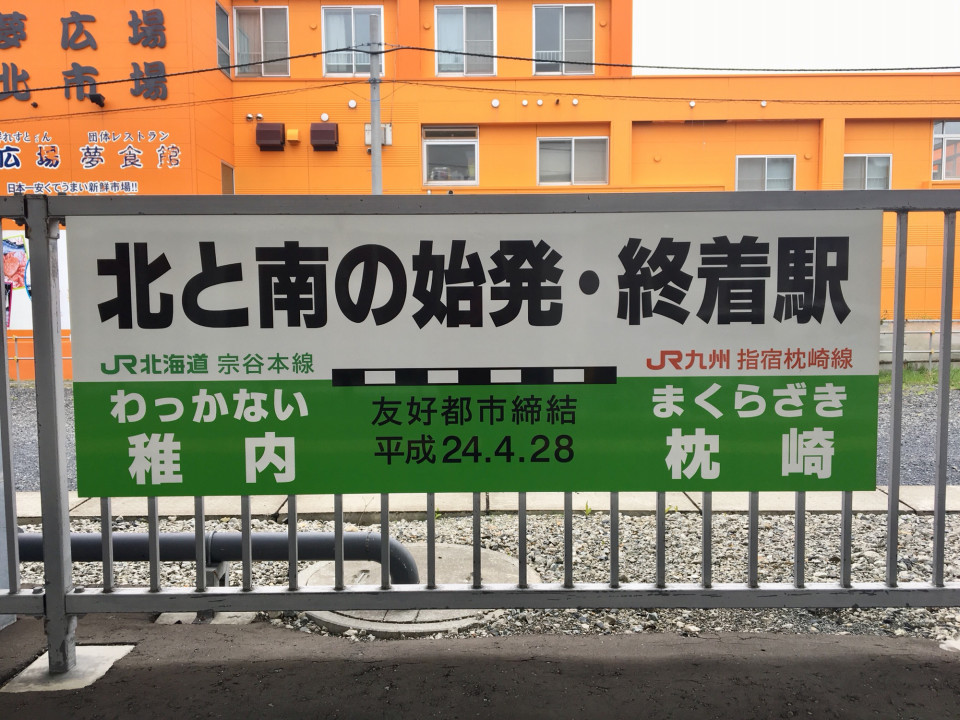 夢広場
北市場
団体レストラン
広場 夢食館
日本一安くてうまい新鮮市場!!
北と南の始発・終着駅
JR北海道 宗谷本線
JR九州 指宿枕崎線
わっかない
稚内
友好都市締結
平成24.4.28
まくらざき
枕崎